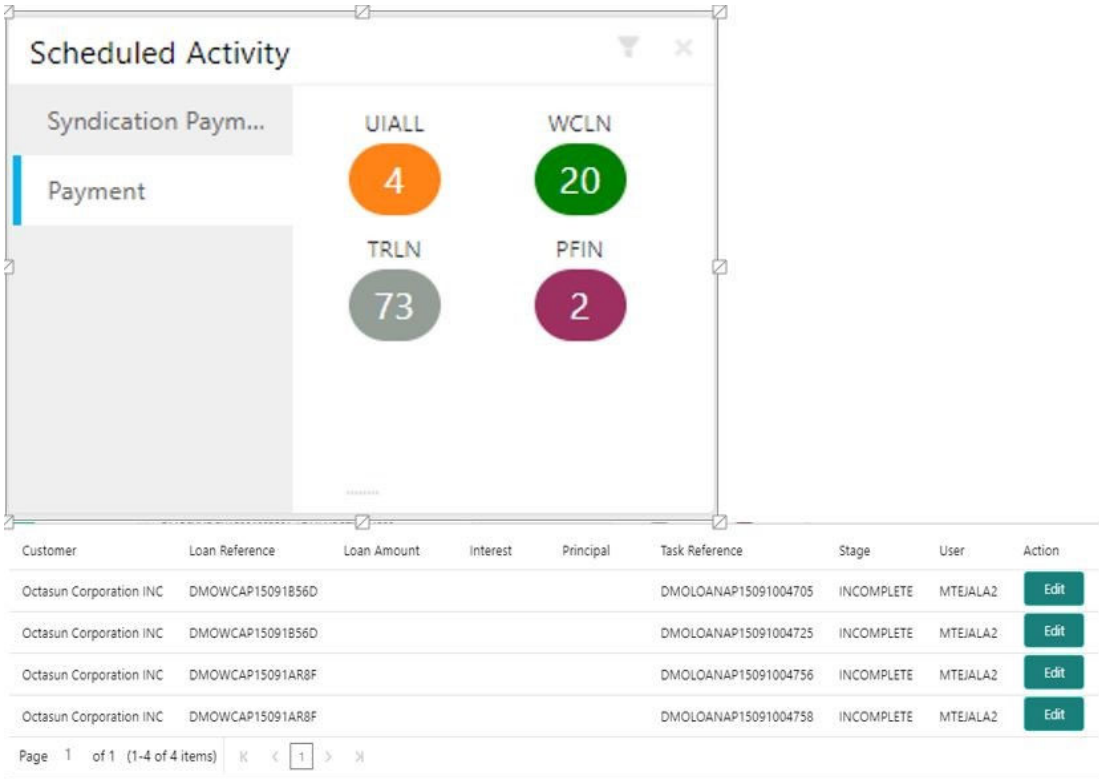 Scheduled Activity
Syndication Paym...
Payment
UIALL WCLN
4 20
TRLN PFIN
73 2
Customer Loan Reference Loan Amount Interest Principal Task Reference Stage User Action
Octasun Corporation INC DMOWCAP15091B56D DMOLOANAP15091004705 INCOMPLETE MTEJALA2 Edit
Octasun Corporation INC DMOWCAP15091B56D DMOLOANAP15091004725 INCOMPLETE MTEJALA2 Edit
Octasun Corporation INC DMOWCAP15091AR8F DMOLOANAP15091004756 INCOMPLETE MTEJALA2 Edit
Octasun Corporation INC DMOWCAP15091AR8F DMOLOANAP15091004758 INCOMPLETE MTEJALA2 Edit
Page 1 of 1 (1-4 of 4 items) K < 1 > X